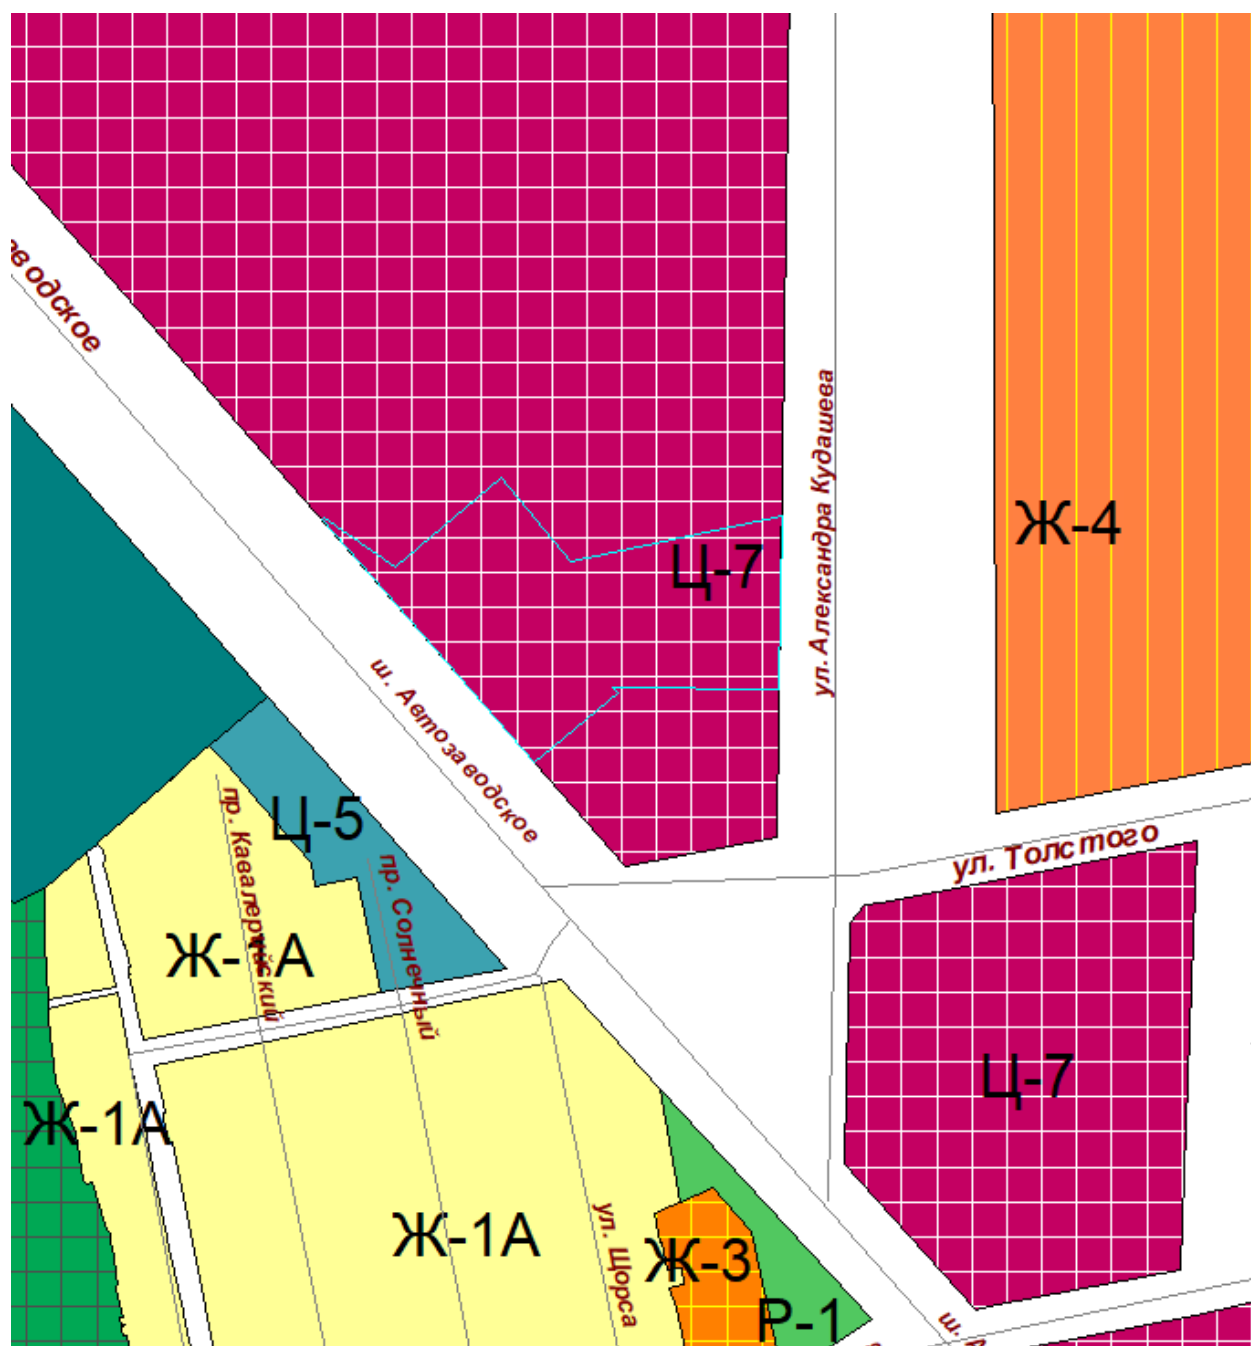 ул. Александра Кудашева
Ж-4
Ц-7
ш. Автозаводское
Ц-5
пр. Кавалерийский
пр. Солнечный
ул. Толстого
Ж-1А
Ц-7
Ж-1А
Ж-1А
ул. Щорса
Ж-3
Р-1
ш.